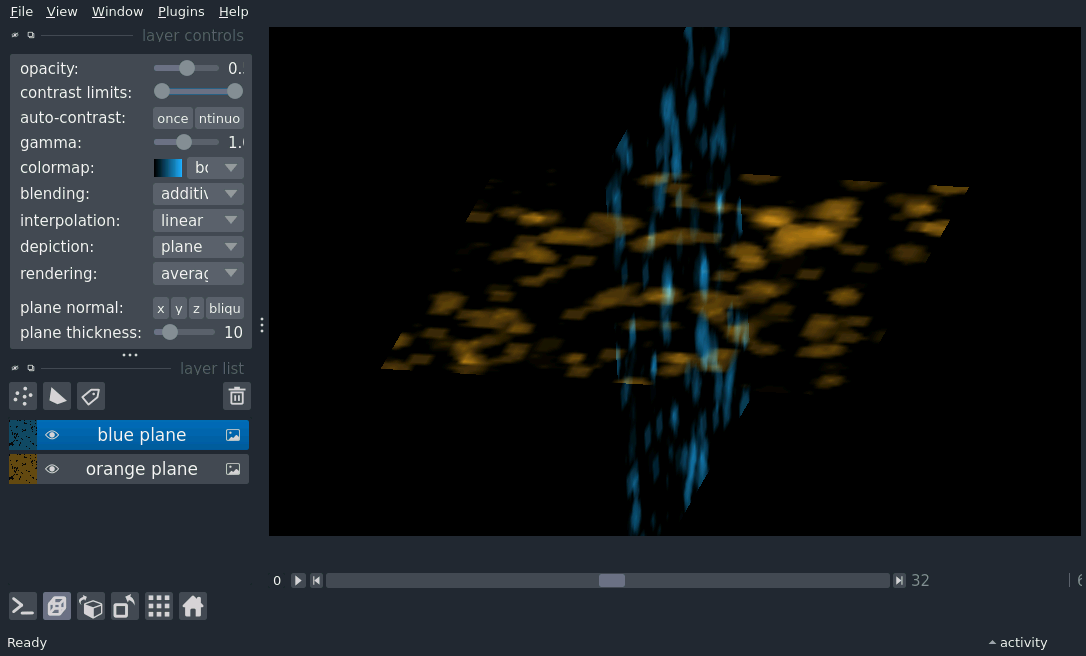 File View Window Plugins Help
layer controls
opacity: 0.
contrast limits:
auto-contrast: once ntinuo
gamma: 1.
colormap: bo
blending: additiv
interpolation: linear
depiction: plane
rendering: averag
plane normal: x y z bliqu
plane thickness: 10
layer list
blue plane
orange plane
0 32
Ready activity